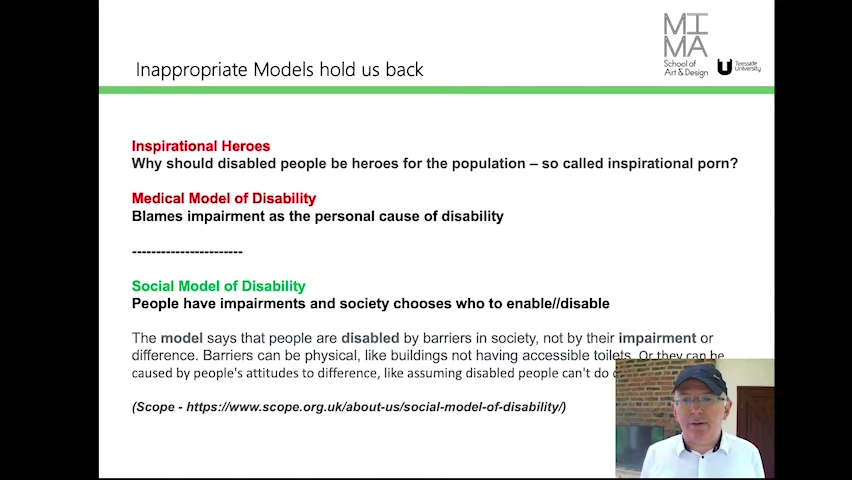 MI
MA
School of
Art & Design
Teesside
University
Inappropriate Models hold us back
Inspirational Heroes
Why should disabled people be heroes for the population – so called inspirational porn?
Medical Model of Disability
Blames impairment as the personal cause of disability
-----------------------
Social Model of Disability
People have impairments and society chooses who to enable//disable
The model says that people are disabled by barriers in society, not by their impairment or
difference. Barriers can be physical, like buildings not having accessible toilets. Or they can be
caused by people's attitudes to difference, like assuming disabled people can't do
(Scope - https://www.scope.org.uk/about-us/social-model-of-disability/)